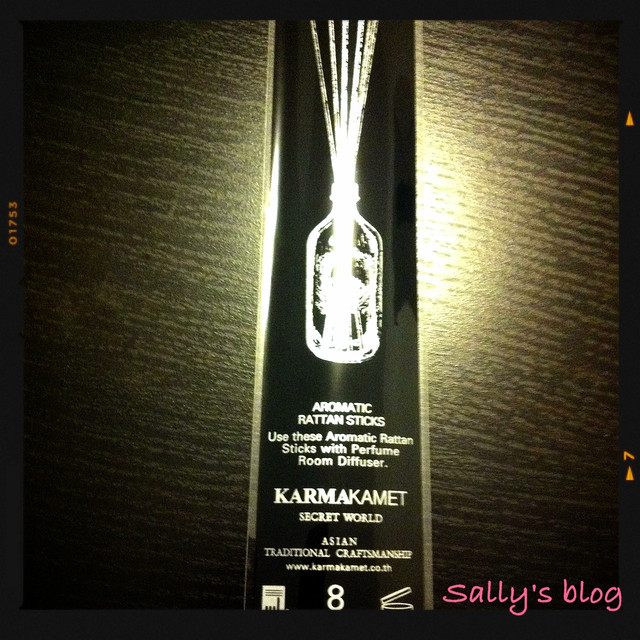 01753
7
AROMATIC
RATTAN STICKS
Use these Aromatic Rattan
Sticks with Perfume
Room Diffuser.
KARMAKAMET
SECRET WORLD
ASIAN
TRADITIONAL CRAFTSMANSHIP
www.karmakamet.co.th
8
Sally's blog